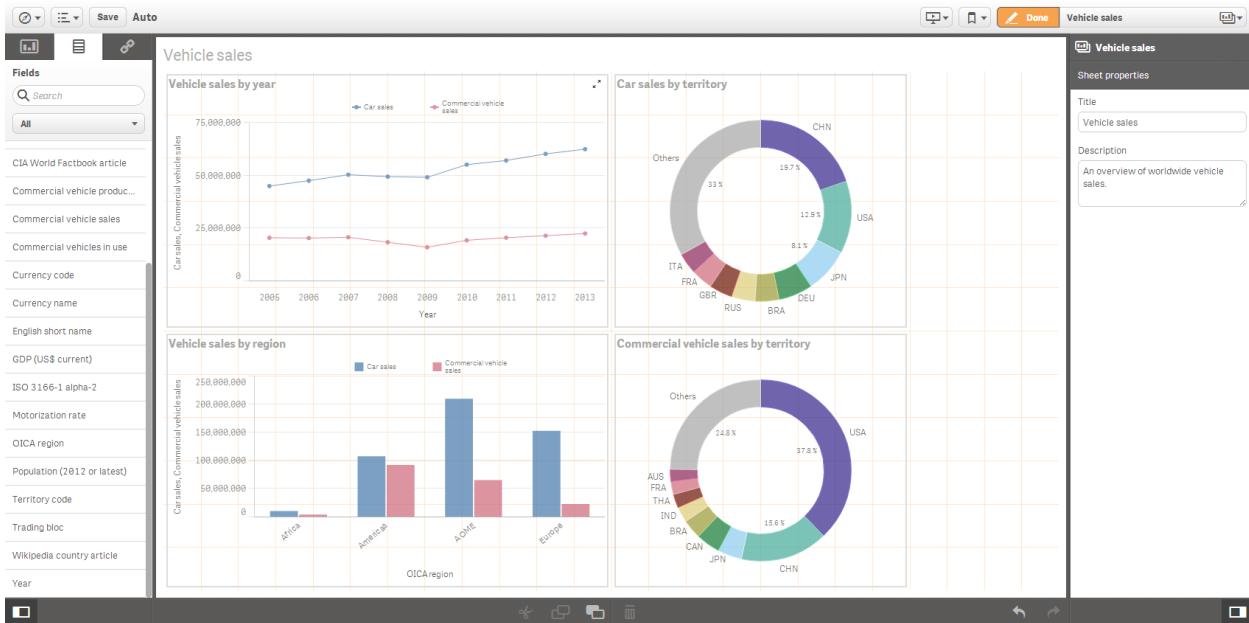 Save Auto
Done Vehicle sales
Fields
Search
All
CIA World Factbook article
Commercial vehicle produc...
Commercial vehicle sales
Commercial vehicles in use
Currency code
Currency name
English short name
GDP (US$ current)
ISO 3166-1 alpha-2
Motorization rate
OICA region
Population (2012 or latest)
Territory code
Trading bloc
Wikipedia country article
Year
Vehicle sales
Vehicle sales by year
Car sales
Commercial vehicle
sales
Car sales, Commercial vehicle sales
75,000,000
50,000,000
25,000,000
0
2005 2006 2007 2008 2009 2010 2011 2012 2013
Year
Car sales by territory
CHN
Others
19.7 %
33 %
12.9 %
USA
8.1 %
ITA
JPN
FRA
GBR
DEU
RUS
BRA
Vehicle sales by region
Car sales
Commercial vehicle
sales
Car sales, Commercial vehicle sales
250,000,000
200,000,000
150,000,000
100,000,000
50,000,000
0
Africa Americas AOME Europe
OICA region
Commercial vehicle sales by territory
Others
24.8 %
USA
37.8 %
AUS
FRA
THA
IND
15.6 %
BRA
CAN
JPN
CHN
Vehicle sales
Sheet properties
Title
Vehicle sales
Description
An overview of worldwide vehicle
sales.